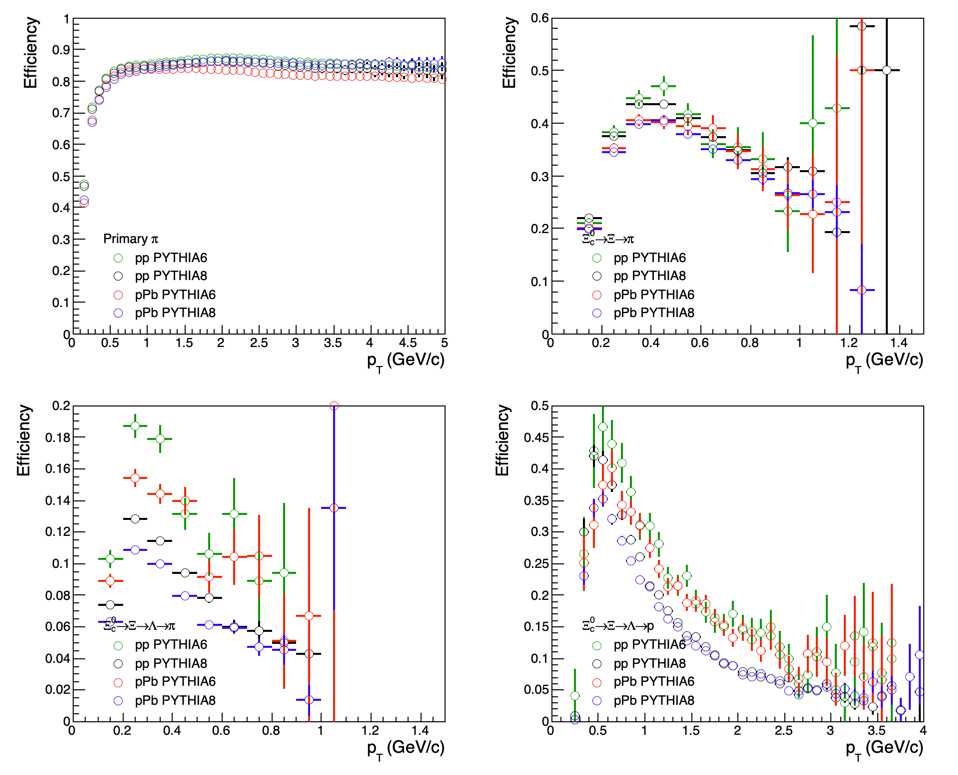 Efficiency
1
0.9
0.8
0.7
0.6
0.5
0.4
0.3
0.2
0.1
0
Primary π
pp PYTHIA6
pp PYTHIA8
pPb PYTHIA6
pPb PYTHIA8
0 0.5 1 1.5 2 2.5 3 3.5 4 4.5 5
p_T (GeV/c)
Efficiency
0.6
0.5
0.4
0.3
0.2
0.1
0
Ξ_c^0→Ξ→π
pp PYTHIA6
pp PYTHIA8
pPb PYTHIA6
pPb PYTHIA8
0 0.2 0.4 0.6 0.8 1 1.2 1.4
p_T (GeV/c)
Efficiency
0.2
0.18
0.16
0.14
0.12
0.1
0.08
0.06
0.04
0.02
0
Ξ_c^0→Ξ→Λ→π
pp PYTHIA6
pp PYTHIA8
pPb PYTHIA6
pPb PYTHIA8
0 0.2 0.4 0.6 0.8 1 1.2 1.4
p_T (GeV/c)
Efficiency
0.5
0.45
0.4
0.35
0.3
0.25
0.2
0.15
0.1
0.05
0
Ξ_c^0→Ξ→Λ→p
pp PYTHIA6
pp PYTHIA8
pPb PYTHIA6
pPb PYTHIA8
0 0.5 1 1.5 2 2.5 3 3.5 4
p_T (GeV/c)